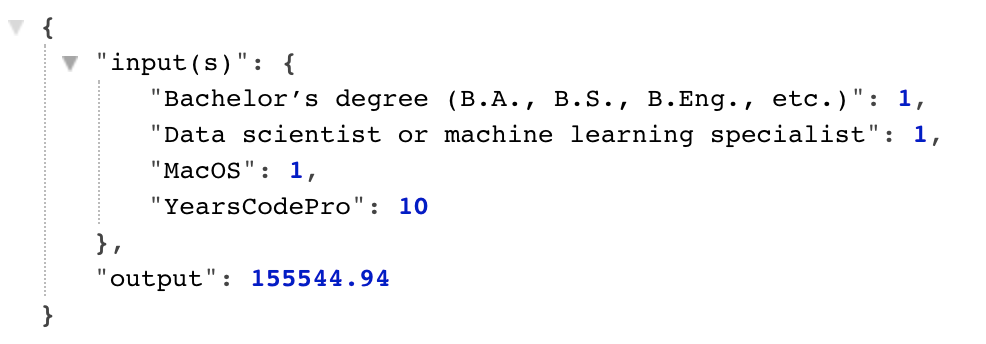 {
"input(s)": {
"Bachelor’s degree (B.A., B.S., B.Eng., etc.)": 1,
"Data scientist or machine learning specialist": 1,
"MacOS": 1,
"YearsCodePro": 10
},
"output": 155544.94
}